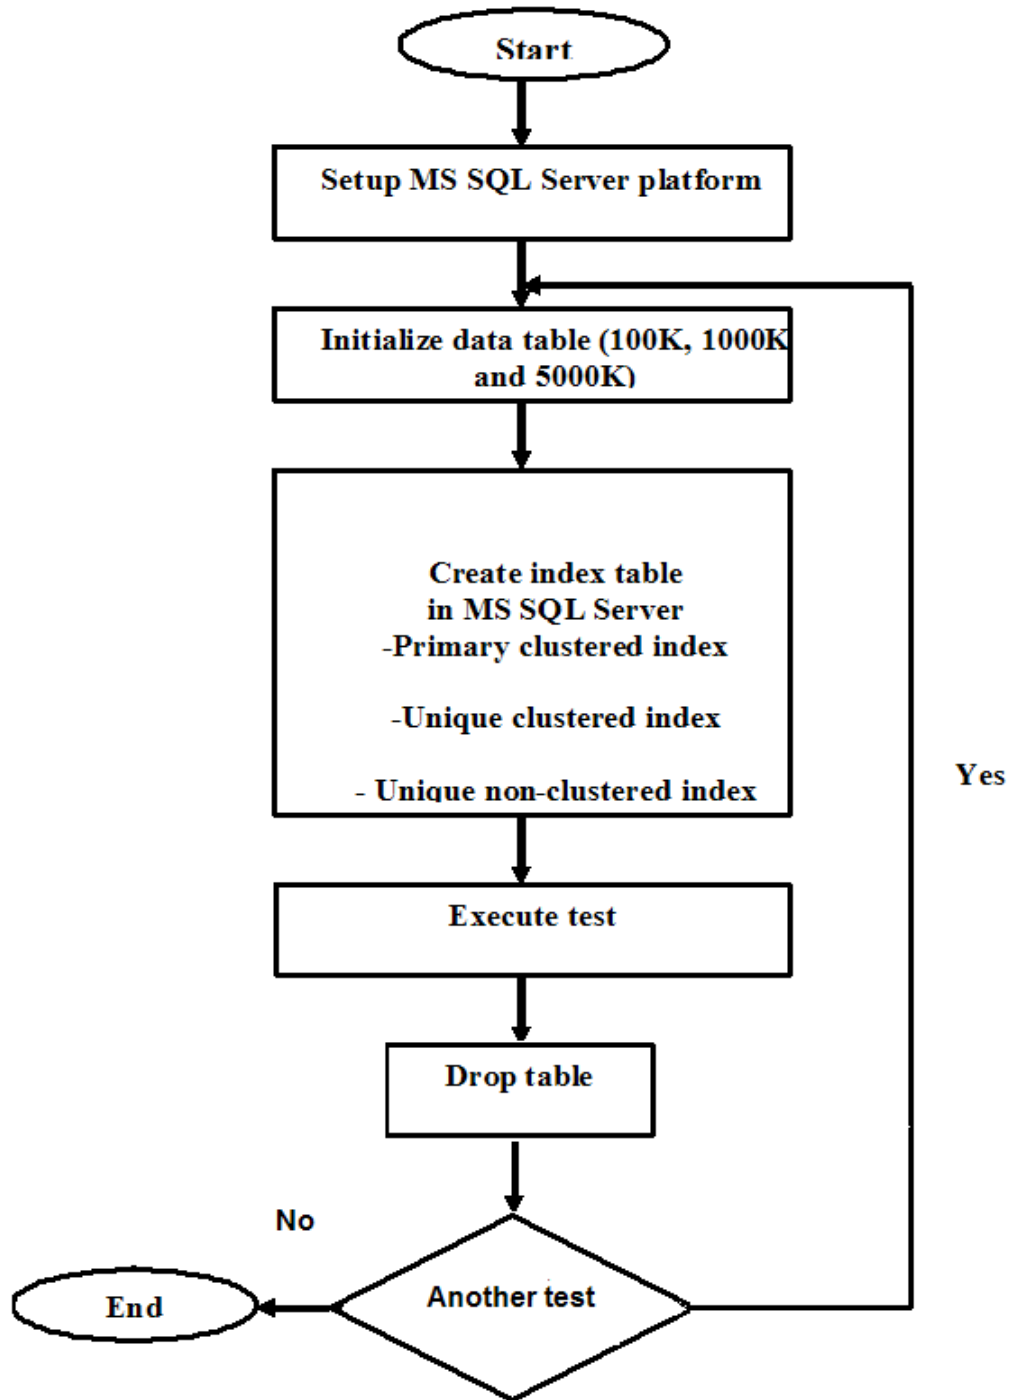 Start
Setup MS SQL Server platform
Initialize data table (100K, 1000K
and 5000K)
Create index table
in MS SQL Server
-Primary clustered index
-Unique clustered index
- Unique non-clustered index
Yes
Execute test
Drop table
No
Another test
End